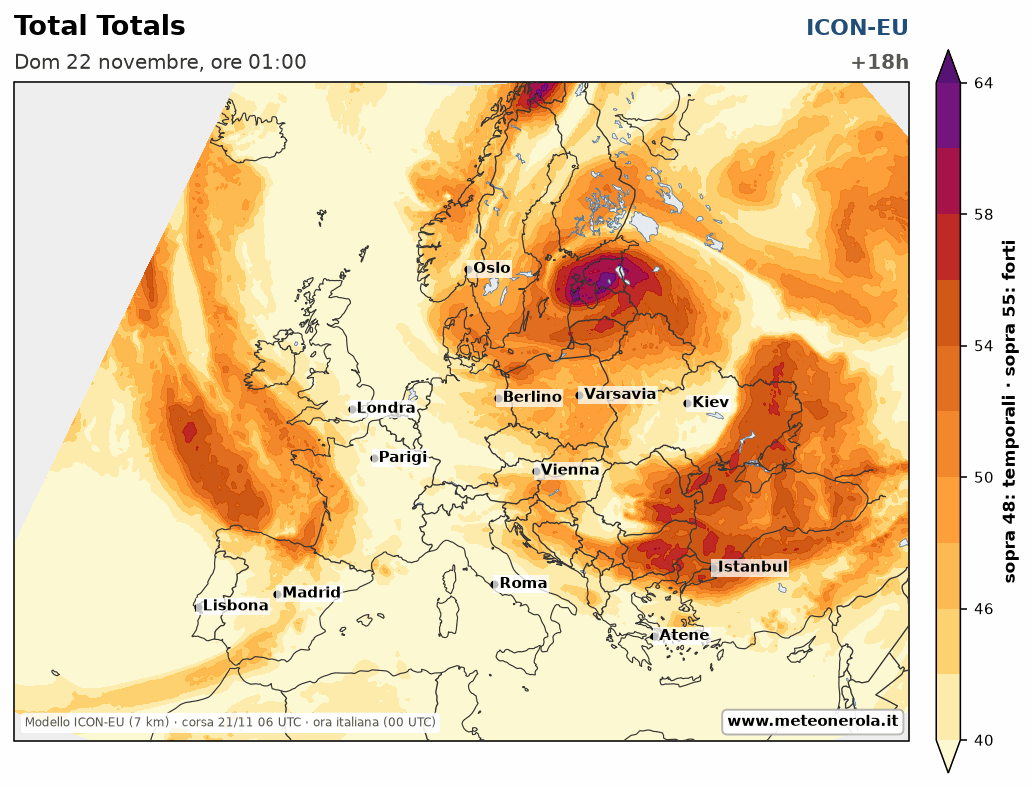 Total Totals
ICON-EU
Dom 22 novembre, ore 01:00
+18h
64
58
54
50
46
40
sopra 48: temporali · sopra 55: forti
Oslo
Berlino
Varsavia
Kiev
Londra
Parigi
Vienna
Istanbul
Roma
Madrid
Lisbona
Atene
Modello ICON-EU (7 km) · corsa 21/11 06 UTC · ora italiana (00 UTC)
www.meteonerola.it